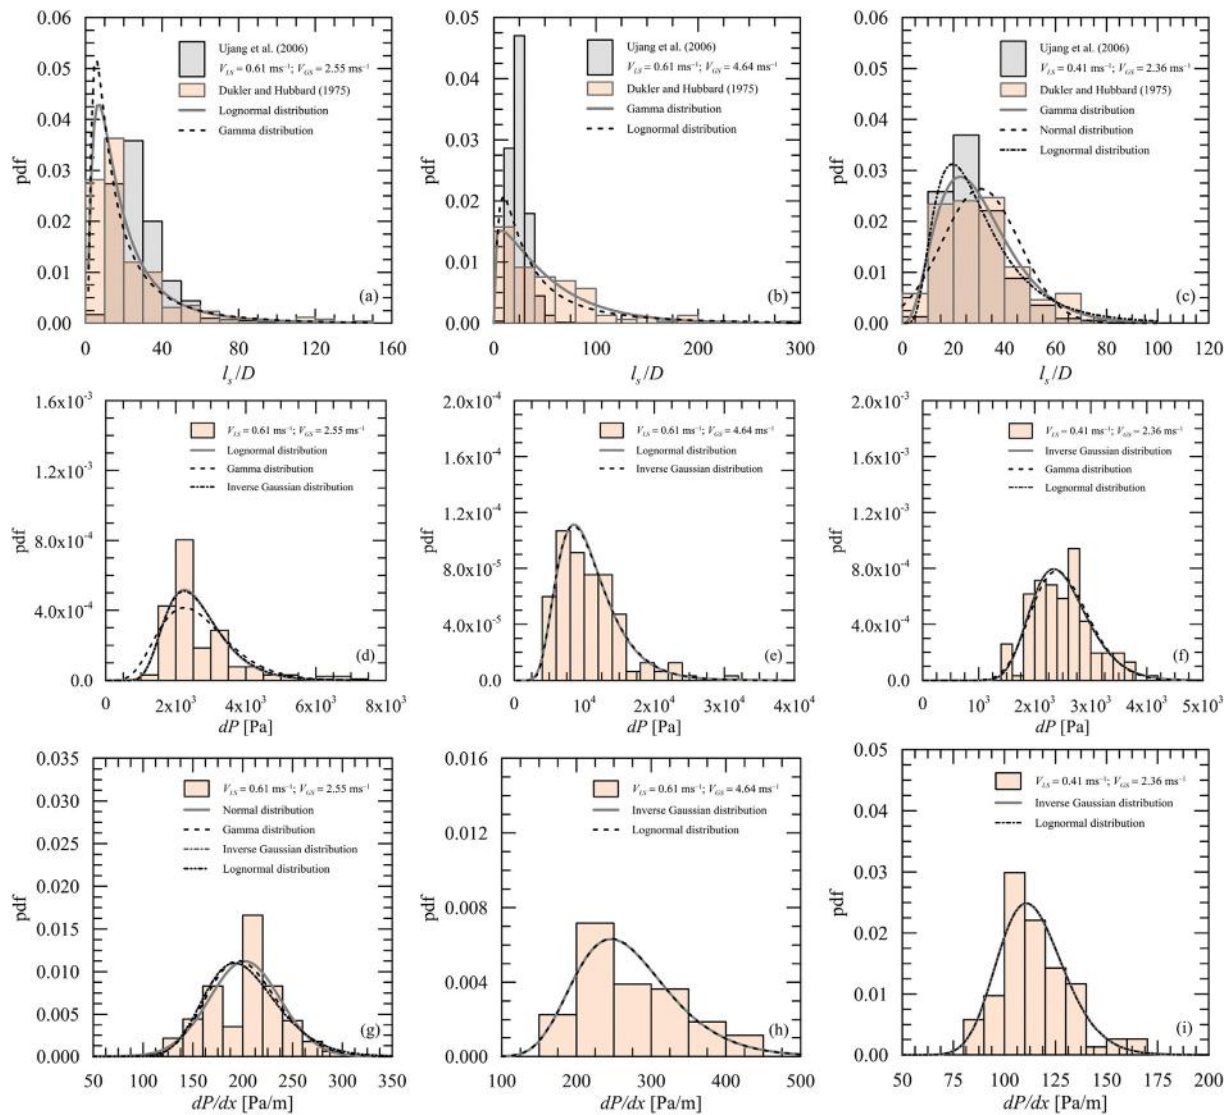 0.06
0.05
0.04
0.03
0.02
0.01
0.00
pdf
Ujang et al. (2006)
V_LS = 0.61 ms⁻¹; V_GS = 2.55 ms⁻¹
Dukler and Hubbard (1975)
Lognormal distribution
Gamma distribution
(a)
0 40 80 120 160
l_s/D
0.05
0.04
0.03
0.02
0.01
0.00
pdf
Ujang et al. (2006)
V_LS = 0.61 ms⁻¹; V_GS = 4.64 ms⁻¹
Dukler and Hubbard (1975)
Gamma distribution
Lognormal distribution
(b)
0 100 200 300
l_s/D
0.06
0.05
0.04
0.03
0.02
0.01
0.00
pdf
Ujang et al. (2006)
V_LS = 0.41 ms⁻¹; V_GS = 2.36 ms⁻¹
Dukler and Hubbard (1975)
Gamma distribution
Normal distribution
Lognormal distribution
(c)
0 20 40 60 80 100 120
l_s/D
1.6x10⁻³
1.2x10⁻³
8.0x10⁻⁴
4.0x10⁻⁴
0.0
pdf
V_LS = 0.61 ms⁻¹; V_GS = 2.55 ms⁻¹
Lognormal distribution
Gamma distribution
Inverse Gaussian distribution
(d)
0 2x10³ 4x10³ 6x10³ 8x10³
dP [Pa]
2.0x10⁻⁴
1.6x10⁻⁴
1.2x10⁻⁴
8.0x10⁻⁵
4.0x10⁻⁵
0.0
pdf
V_LS = 0.61 ms⁻¹; V_GS = 4.64 ms⁻¹
Lognormal distribution
Inverse Gaussian distribution
(e)
0 10⁴ 2x10⁴ 3x10⁴ 4x10⁴
dP [Pa]
2.0x10⁻³
1.6x10⁻³
1.2x10⁻³
8.0x10⁻⁴
4.0x10⁻⁴
0.0
pdf
V_LS = 0.41 ms⁻¹; V_GS = 2.36 ms⁻¹
Inverse Gaussian distribution
Gamma distribution
Lognormal distribution
(f)
0 10³ 2x10³ 3x10³ 4x10³ 5x10³
dP [Pa]
0.035
0.030
0.025
0.020
0.015
0.010
0.005
0.000
pdf
V_LS = 0.61 ms⁻¹; V_GS = 2.55 ms⁻¹
Normal distribution
Gamma distribution
Inverse Gaussian distribution
Lognormal distribution
(g)
50 100 150 200 250 300 350
dP/dx [Pa/m]
0.016
0.012
0.008
0.004
0.000
pdf
V_LS = 0.61 ms⁻¹; V_GS = 4.64 ms⁻¹
Inverse Gaussian distribution
Lognormal distribution
(h)
100 200 300 400 500
dP/dx [Pa/m]
0.05
0.04
0.03
0.02
0.01
0.00
pdf
V_LS = 0.41 ms⁻¹; V_GS = 2.36 ms⁻¹
Inverse Gaussian distribution
Lognormal distribution
(i)
50 75 100 125 150 175 200
dP/dx [Pa/m]